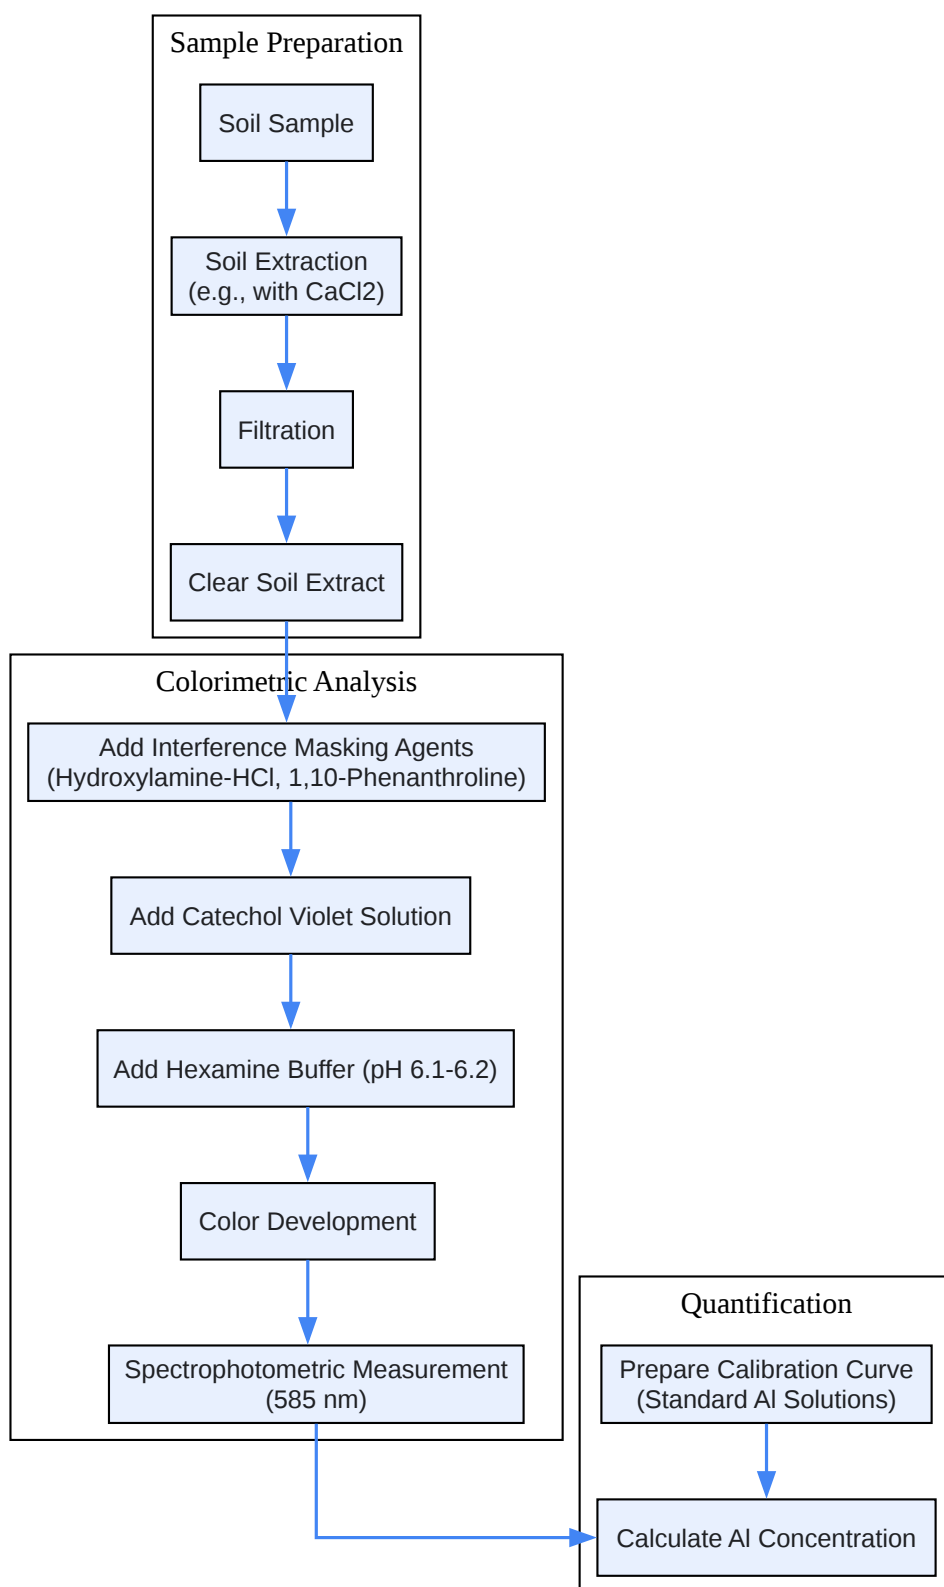 Sample Preparation
Soil Sample
Soil Extraction
(e.g., with CaCl2)
Filtration
Clear Soil Extract
Colorimetric Analysis
Add Interference Masking Agents
(Hydroxylamine-HCl, 1,10-Phenanthroline)
Add Catechol Violet Solution
Add Hexamine Buffer (pH 6.1-6.2)
Color Development
Spectrophotometric Measurement
(585 nm)
Quantification
Prepare Calibration Curve
(Standard Al Solutions)
Calculate Al Concentration